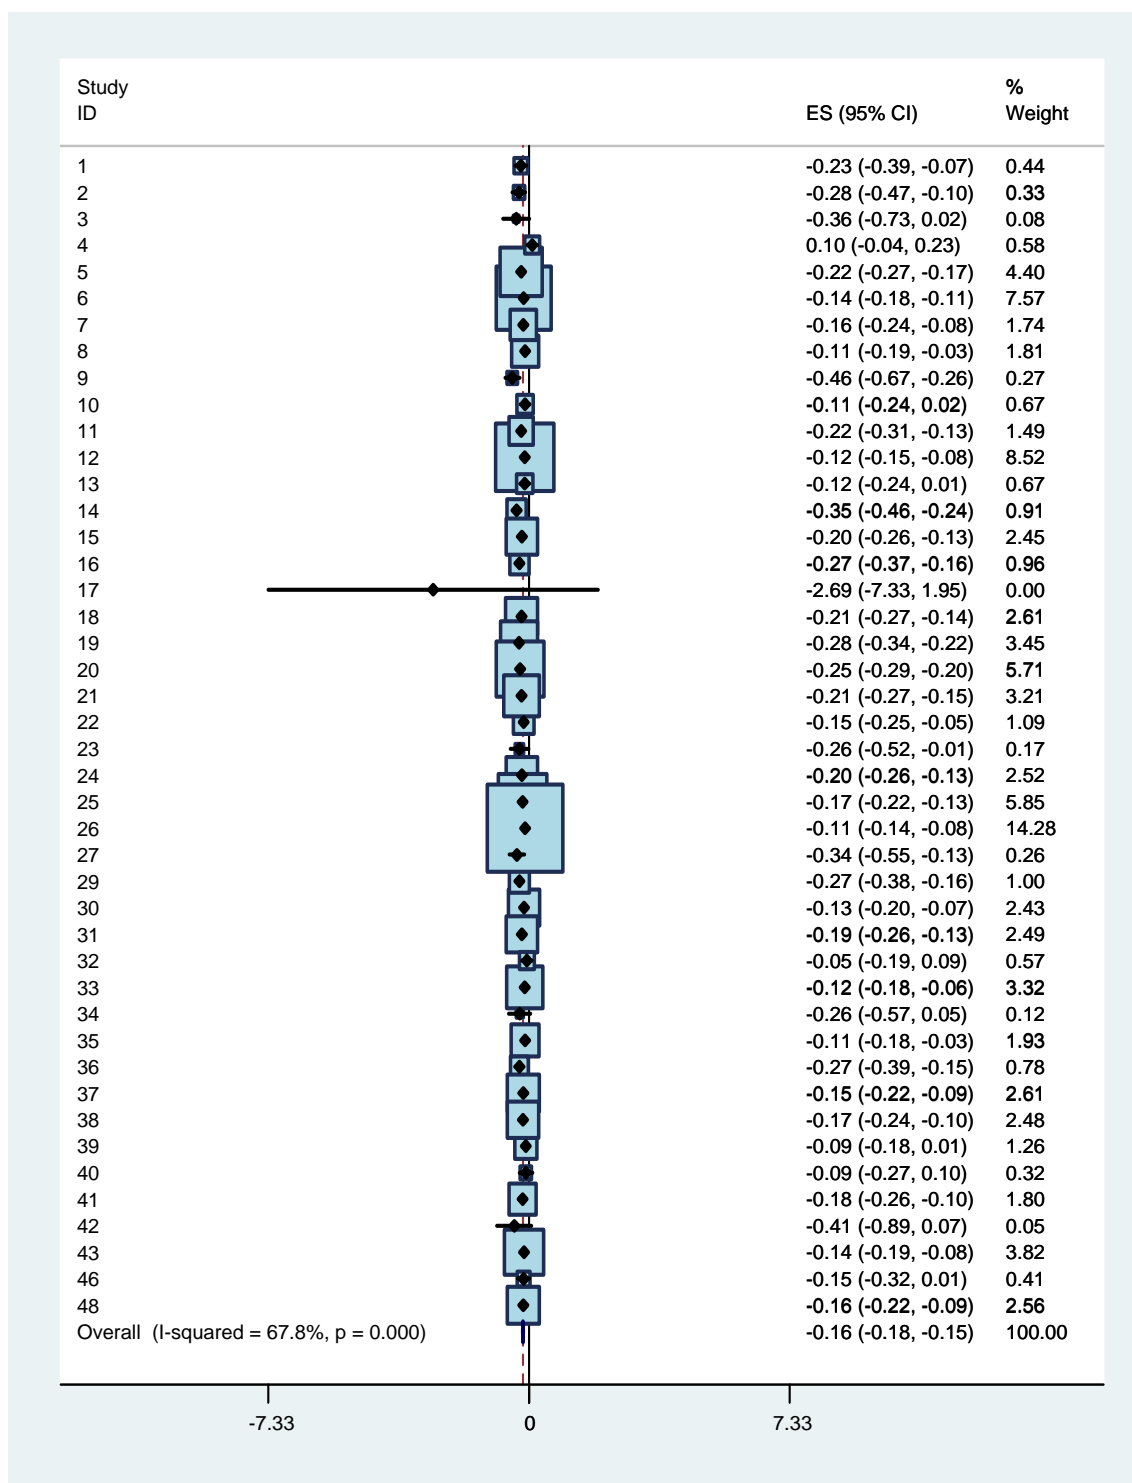 Study %
ID ES (95% CI) Weight
1 -0.23 (-0.39, -0.07) 0.44
2 -0.28 (-0.47, -0.10) 0.33
3 -0.36 (-0.73, 0.02) 0.08
4 0.10 (-0.04, 0.23) 0.58
5 -0.22 (-0.27, -0.17) 4.40
6 -0.14 (-0.18, -0.11) 7.57
7 -0.16 (-0.24, -0.08) 1.74
8 -0.11 (-0.19, -0.03) 1.81
9 -0.46 (-0.67, -0.26) 0.27
10 -0.11 (-0.24, 0.02) 0.67
11 -0.22 (-0.31, -0.13) 1.49
12 -0.12 (-0.15, -0.08) 8.52
13 -0.12 (-0.24, 0.01) 0.67
14 -0.35 (-0.46, -0.24) 0.91
15 -0.20 (-0.26, -0.13) 2.45
16 -0.27 (-0.37, -0.16) 0.96
17 -2.69 (-7.33, 1.95) 0.00
18 -0.21 (-0.27, -0.14) 2.61
19 -0.28 (-0.34, -0.22) 3.45
20 -0.25 (-0.29, -0.20) 5.71
21 -0.21 (-0.27, -0.15) 3.21
22 -0.15 (-0.25, -0.05) 1.09
23 -0.26 (-0.52, -0.01) 0.17
24 -0.20 (-0.26, -0.13) 2.52
25 -0.17 (-0.22, -0.13) 5.85
26 -0.11 (-0.14, -0.08) 14.28
27 -0.34 (-0.55, -0.13) 0.26
29 -0.27 (-0.38, -0.16) 1.00
30 -0.13 (-0.20, -0.07) 2.43
31 -0.19 (-0.26, -0.13) 2.49
32 -0.05 (-0.19, 0.09) 0.57
33 -0.12 (-0.18, -0.06) 3.32
34 -0.26 (-0.57, 0.05) 0.12
35 -0.11 (-0.18, -0.03) 1.93
36 -0.27 (-0.39, -0.15) 0.78
37 -0.15 (-0.22, -0.09) 2.61
38 -0.17 (-0.24, -0.10) 2.48
39 -0.09 (-0.18, 0.01) 1.26
40 -0.09 (-0.27, 0.10) 0.32
41 -0.18 (-0.26, -0.10) 1.80
42 -0.41 (-0.89, 0.07) 0.05
43 -0.14 (-0.19, -0.08) 3.82
46 -0.15 (-0.32, 0.01) 0.41
48 -0.16 (-0.22, -0.09) 2.56
Overall (I-squared = 67.8%, p = 0.000) -0.16 (-0.18, -0.15) 100.00
-7.33 0 7.33